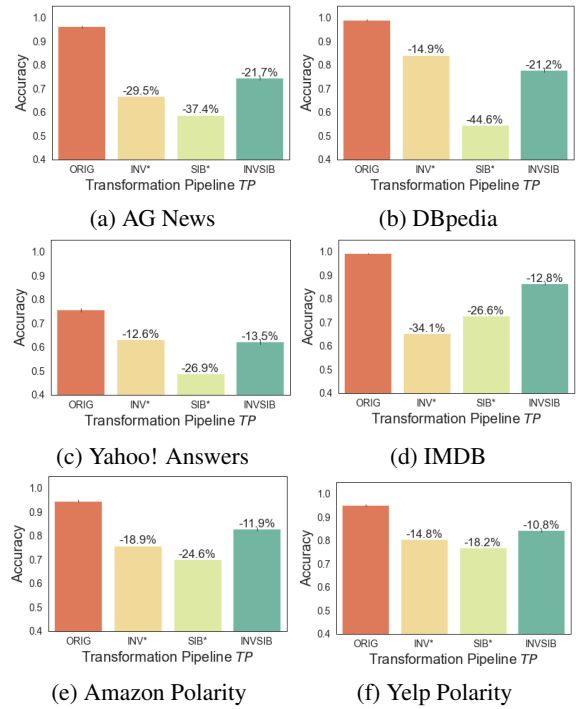 1.0
0.9
0.8
0.7
0.6
0.5
0.4
Accuracy
-29.5%
-37.4%
-21.7%
ORIG INV* SIB* INVSIB
Transformation Pipeline TP
(a) AG News
1.0
0.9
0.8
0.7
0.6
0.5
0.4
Accuracy
-14.9%
-44.6%
-21.2%
ORIG INV* SIB* INVSIB
Transformation Pipeline TP
(b) DBpedia
1.0
0.9
0.8
0.7
0.6
0.5
0.4
Accuracy
-12.6%
-26.9%
-13.5%
ORIG INV* SIB* INVSIB
Transformation Pipeline TP
(c) Yahoo! Answers
1.0
0.9
0.8
0.7
0.6
0.5
0.4
Accuracy
-34.1%
-26.6%
-12.8%
ORIG INV* SIB* INVSIB
Transformation Pipeline TP
(d) IMDB
1.0
0.9
0.8
0.7
0.6
0.5
0.4
Accuracy
-18.9%
-24.6%
-11.9%
ORIG INV* SIB* INVSIB
Transformation Pipeline TP
(e) Amazon Polarity
1.0
0.9
0.8
0.7
0.6
0.5
0.4
Accuracy
-14.8%
-18.2%
-10.8%
ORIG INV* SIB* INVSIB
Transformation Pipeline TP
(f) Yelp Polarity